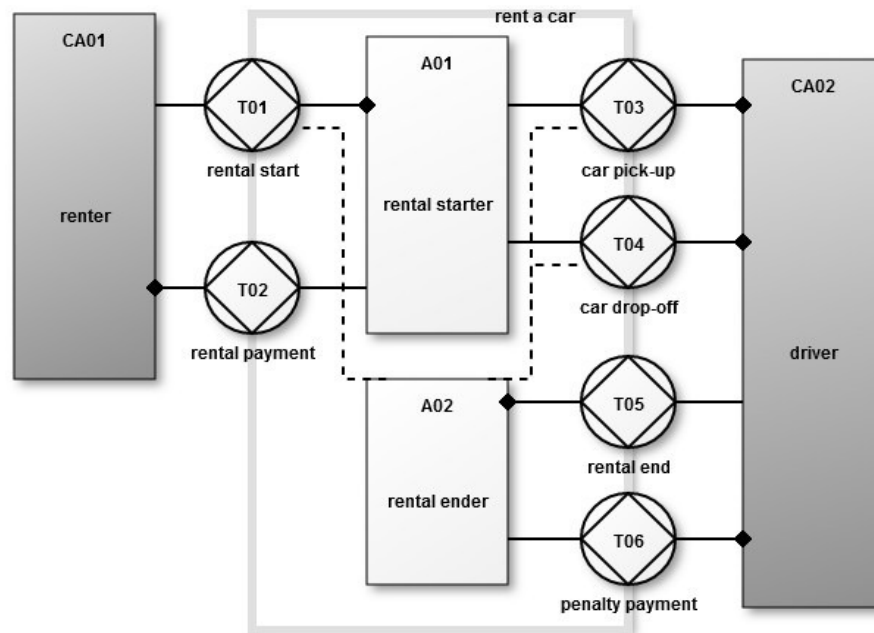 rent a car
CA01
renter
T01
rental start
T02
rental payment
A01
rental starter
T03
car pick-up
T04
car drop-off
A02
rental ender
T05
rental end
T06
penalty payment
CA02
driver